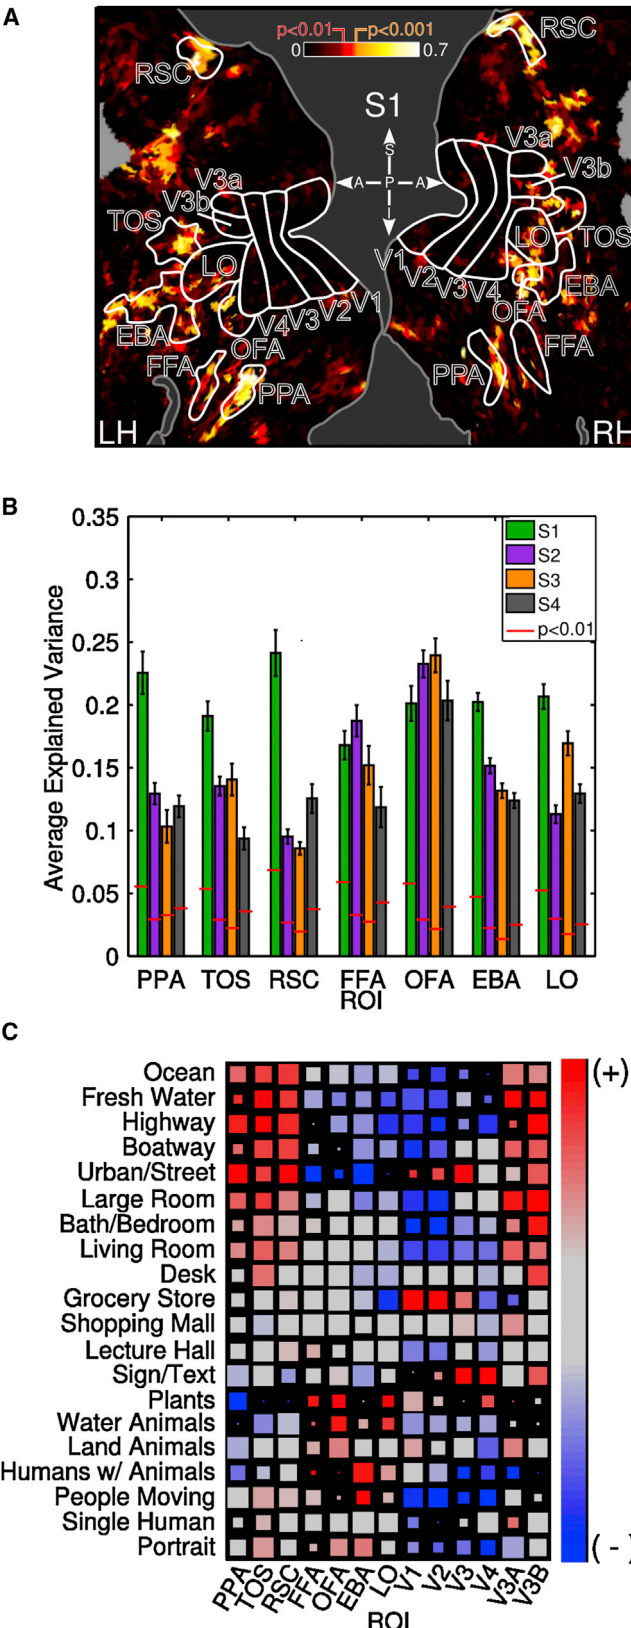 A
p<0.01 p<0.001
0 0.7
RSC RSC
S1
S
A P A
I
V3a V3a
V3b V3b
TOS TOS
LO LO
V1 V2 V3 V4
V4 V3 V2 V1
EBA EBA
OFA OFA
FFA FFA
PPA PPA
LH RH
B
Average Explained Variance
0.35
0.3
0.25
0.2
0.15
0.1
0.05
0
S1
S2
S3
S4
p<0.01
PPA TOS RSC FFA OFA EBA LO
ROI
C
Ocean
Fresh Water
Highway
Boatway
Urban/Street
Large Room
Bath/Bedroom
Living Room
Desk
Grocery Store
Shopping Mall
Lecture Hall
Sign/Text
Plants
Water Animals
Land Animals
Humans w/ Animals
People Moving
Single Human
Portrait
(+)
(-)
PPA TOS RSC FFA OFA EBA LO V1 V2 V3 V4 V3A V3B
ROI